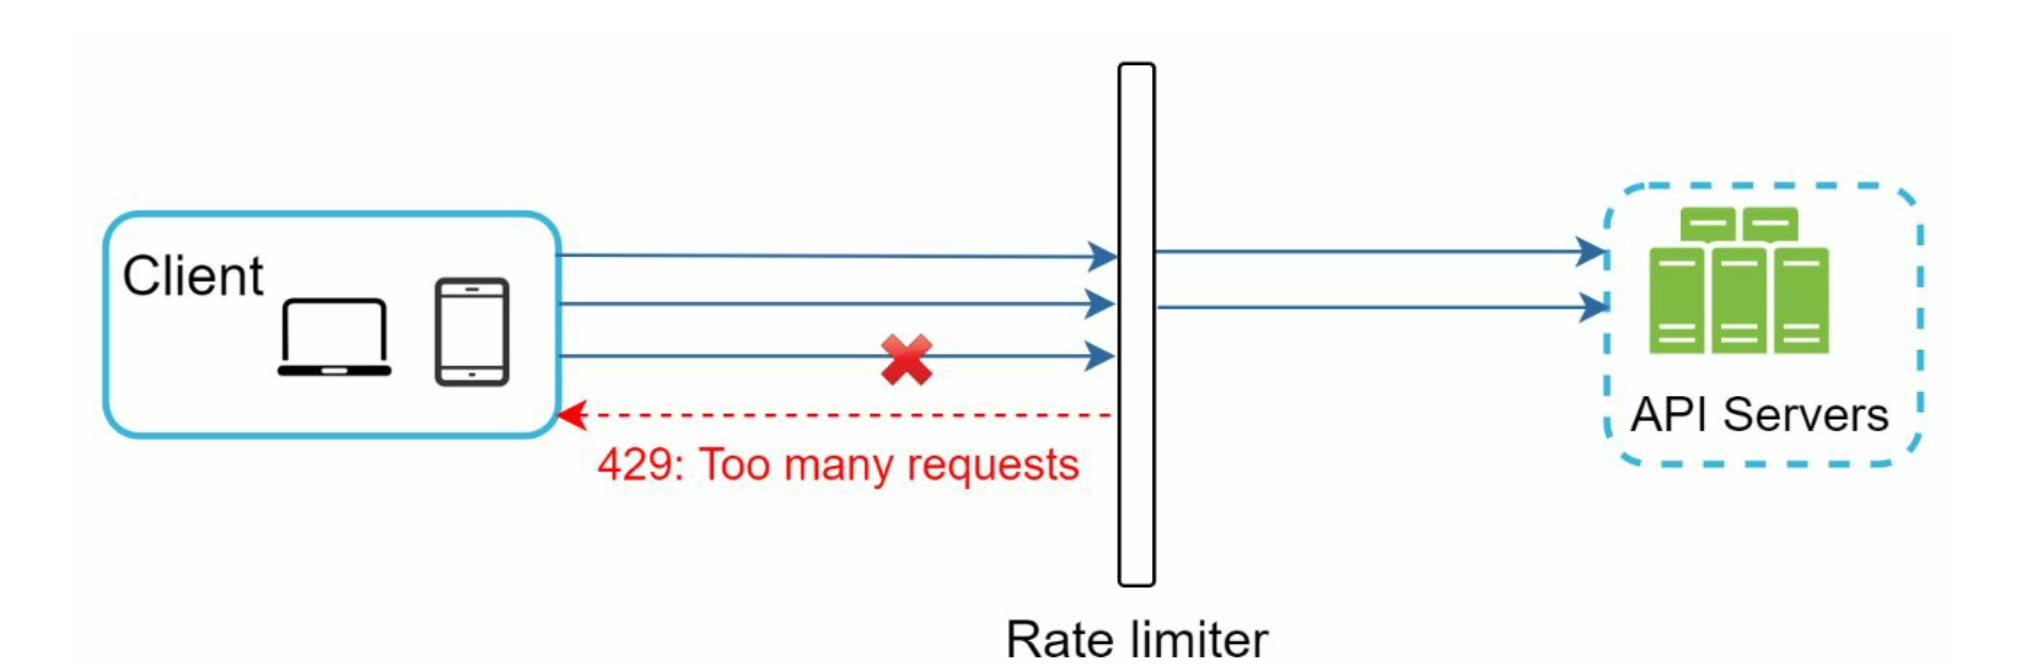 Client
429: Too many requests
API Servers
Rate limiter